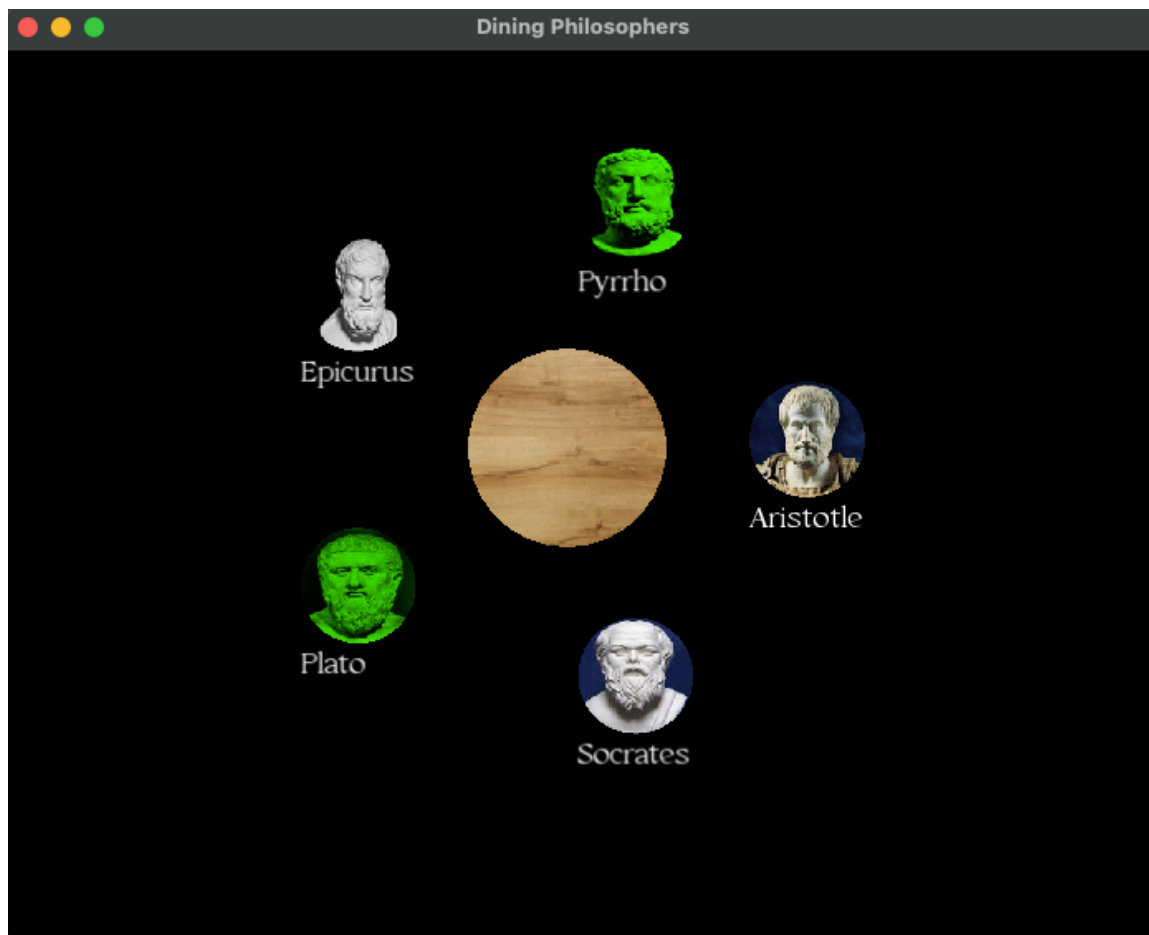 Dining Philosophers
Pyrrho
Epicurus
Aristotle
Plato
Socrates